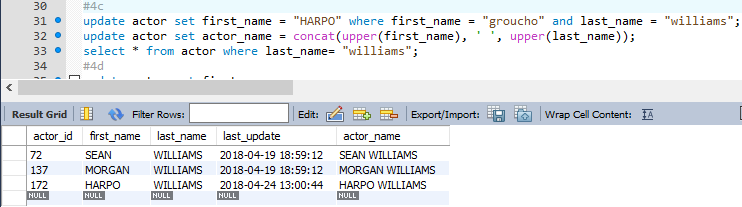 30 #4c
31 update actor set first_name = "HARPO" where first_name = "groucho" and last_name = "williams";
32 update actor set actor_name = concat(upper(first_name), ' ', upper(last_name));
33 select * from actor where last_name= "williams";
34 #4d
35
Result Grid Filter Rows: Edit: Export/Import: Wrap Cell Content: IA
actor_id first_name last_name last_update actor_name
72 SEAN WILLIAMS 2018-04-19 18:59:12 SEAN WILLIAMS
137 MORGAN WILLIAMS 2018-04-19 18:59:12 MORGAN WILLIAMS
172 HARPO WILLIAMS 2018-04-24 13:00:44 HARPO WILLIAMS
NULL NULL NULL NULL NULL